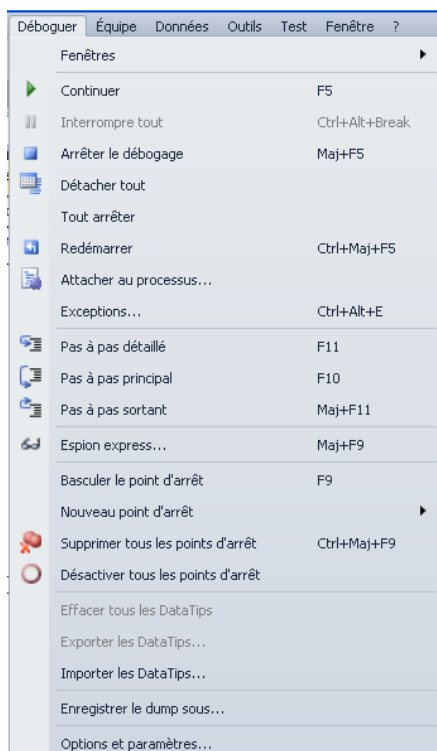 Déboguer Équipe Données Outils Test Fenêtre ?
Fenêtres
Continuer F5
Interrompre tout Ctrl+Alt+Break
Arrêter le débogage Maj+F5
Détacher tout
Tout arrêter
Redémarrer Ctrl+Maj+F5
Attacher au processus...
Exceptions... Ctrl+Alt+E
Pas à pas détaillé F11
Pas à pas principal F10
Pas à pas sortant Maj+F11
Espion express... Maj+F9
Basculer le point d'arrêt F9
Nouveau point d'arrêt
Supprimer tous les points d'arrêt Ctrl+Maj+F9
Désactiver tous les points d'arrêt
Effacer tous les DataTips
Exporter les DataTips...
Importer les DataTips...
Enregistrer le dump sous...
Options et paramètres...